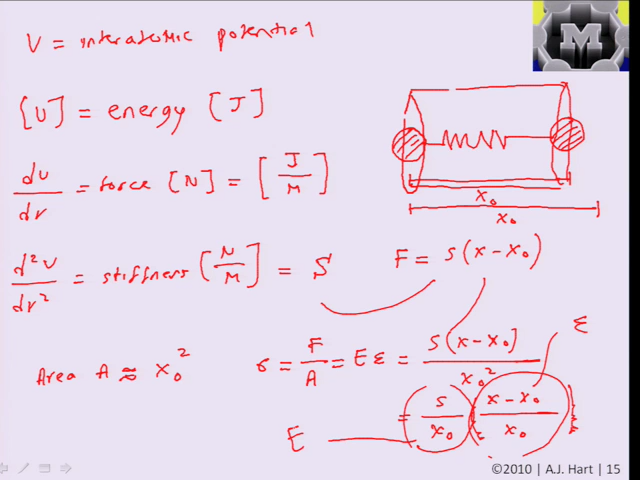 U = interatomic potential
M
[U] = energy [J]
dU/dr = force [N] = [J/M]
x₀
x₀
d²U/dr² = stiffness [N/M] = S
F = s(x-x₀)
ε
Area A ≈ x₀²
σ = F/A = Eε = s(x-x₀)/x₀²
= (s/x₀)(x-x₀/x₀)
E
©2010 | A.J. Hart | 15